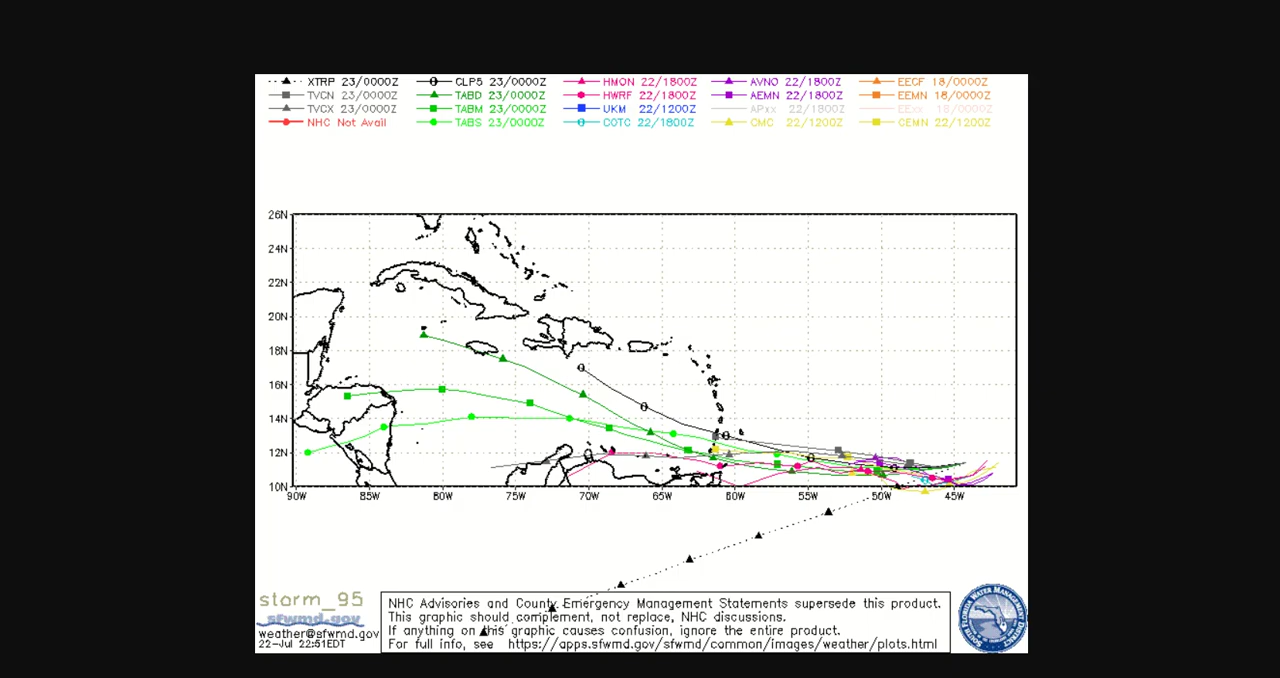 XTRP 23/0000Z CLP5 23/0000Z HMON 22/1800Z AVNO 22/1800Z EECF 18/0000Z
TVCN 23/0000Z TABD 23/0000Z HWRF 22/1800Z AEMN 22/1800Z EEMN 18/0000Z
TVCX 23/0000Z TABM 23/0000Z UKM 22/1200Z APxx 22/1800Z EExx 18/0000Z
NHC Not Avail TABS 23/0000Z COTC 22/1800Z CMC 22/1200Z CEMN 22/1200Z
26N
24N
22N
20N
18N
16N
14N
12N
10N
90W 85W 80W 75W 70W 65W 60W 55W 50W 45W
storm_95
sfwmd.gov
weather@sfwmd.gov
22-Jul 22:51EDT
NHC Advisories and County Emergency Management Statements supersede this product.
This graphic should complement, not replace, NHC discussions.
If anything on this graphic causes confusion, ignore the entire product.
For full info, see https://apps.sfwmd.gov/sfwmd/common/images/weather/plots.html
SOUTH FLORIDA WATER MANAGEMENT DISTRICT